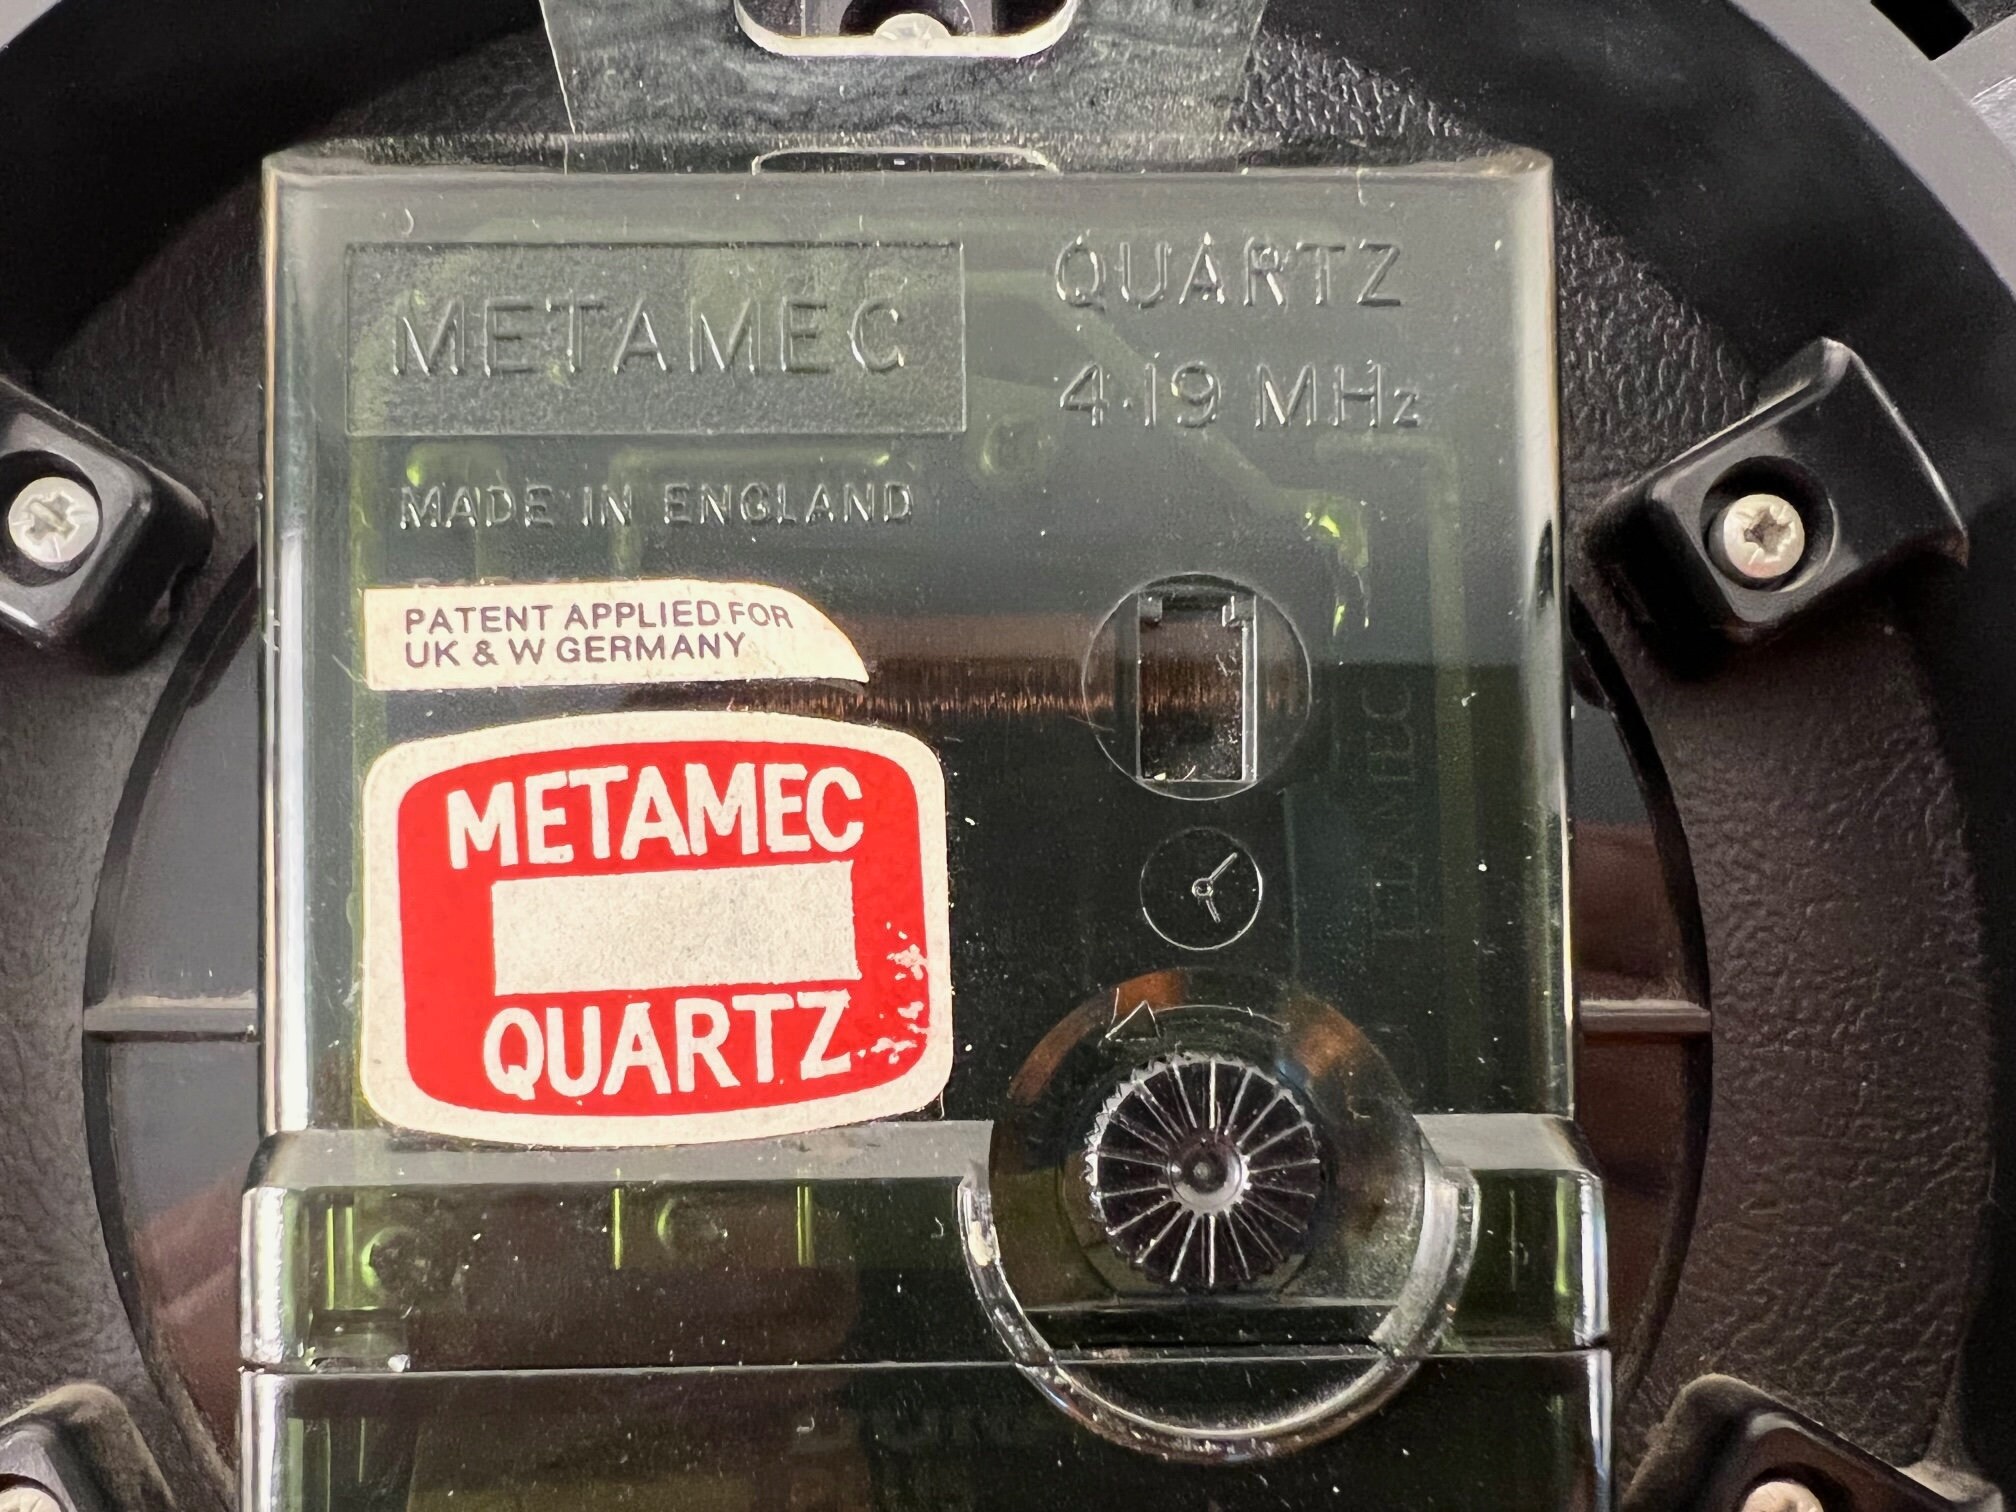 METAMEC
QUARTZ
4.19 MHz
MADE IN ENGLAND
PATENT APPLIED FOR
UK & W GERMANY
METAMEC
QUARTZ